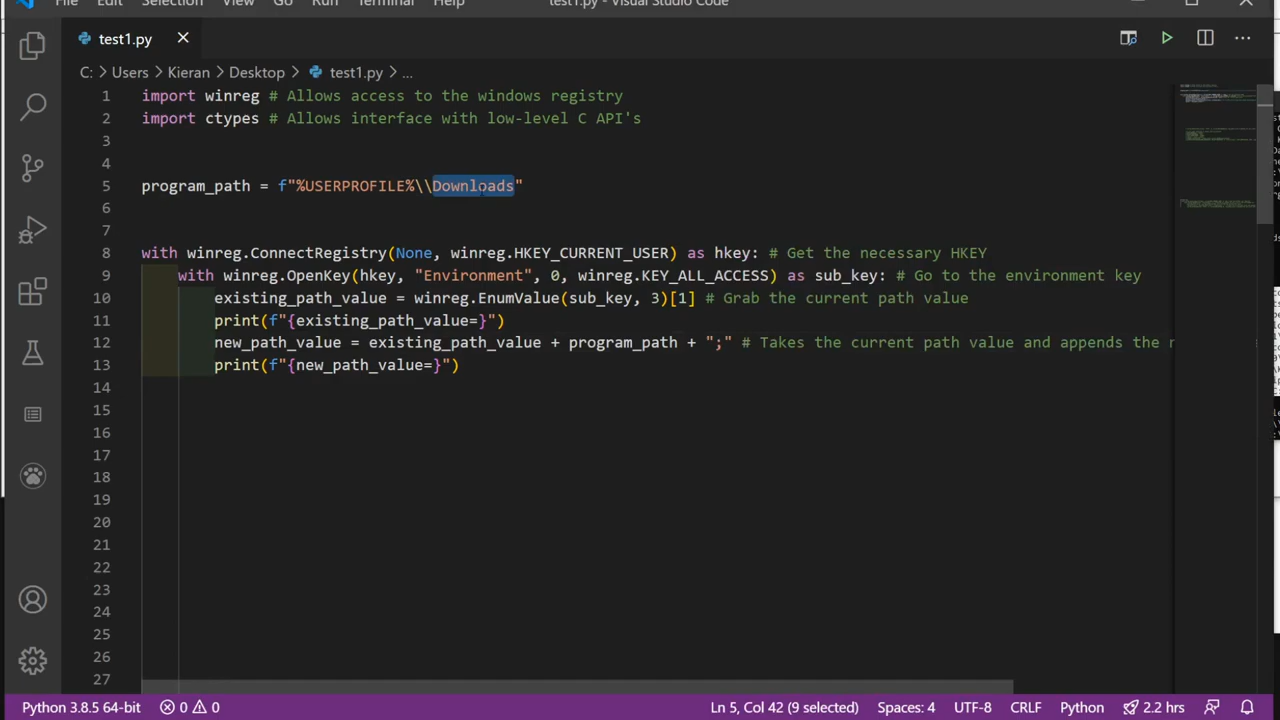 File Edit Selection View Go Run Terminal Help test1.py - Visual Studio Code
test1.py
C: > Users > Kieran > Desktop > test1.py > ...
1 import winreg # Allows access to the windows registry
2 import ctypes # Allows interface with low-level C API's
3
4
5 program_path = f"%USERPROFILE%\\Downloads"
6
7
8 with winreg.ConnectRegistry(None, winreg.HKEY_CURRENT_USER) as hkey: # Get the necessary HKEY
9 with winreg.OpenKey(hkey, "Environment", 0, winreg.KEY_ALL_ACCESS) as sub_key: # Go to the environment key
10 existing_path_value = winreg.EnumValue(sub_key, 3)[1] # Grab the current path value
11 print(f"{existing_path_value=}")
12 new_path_value = existing_path_value + program_path + ";" # Takes the current path value and appends the
13 print(f"{new_path_value=}")
14
15
16
17
18
19
20
21
22
23
24
25
26
27
Python 3.8.5 64-bit 0 0 Ln 5, Col 42 (9 selected) Spaces: 4 UTF-8 CRLF Python 2.2 hrs